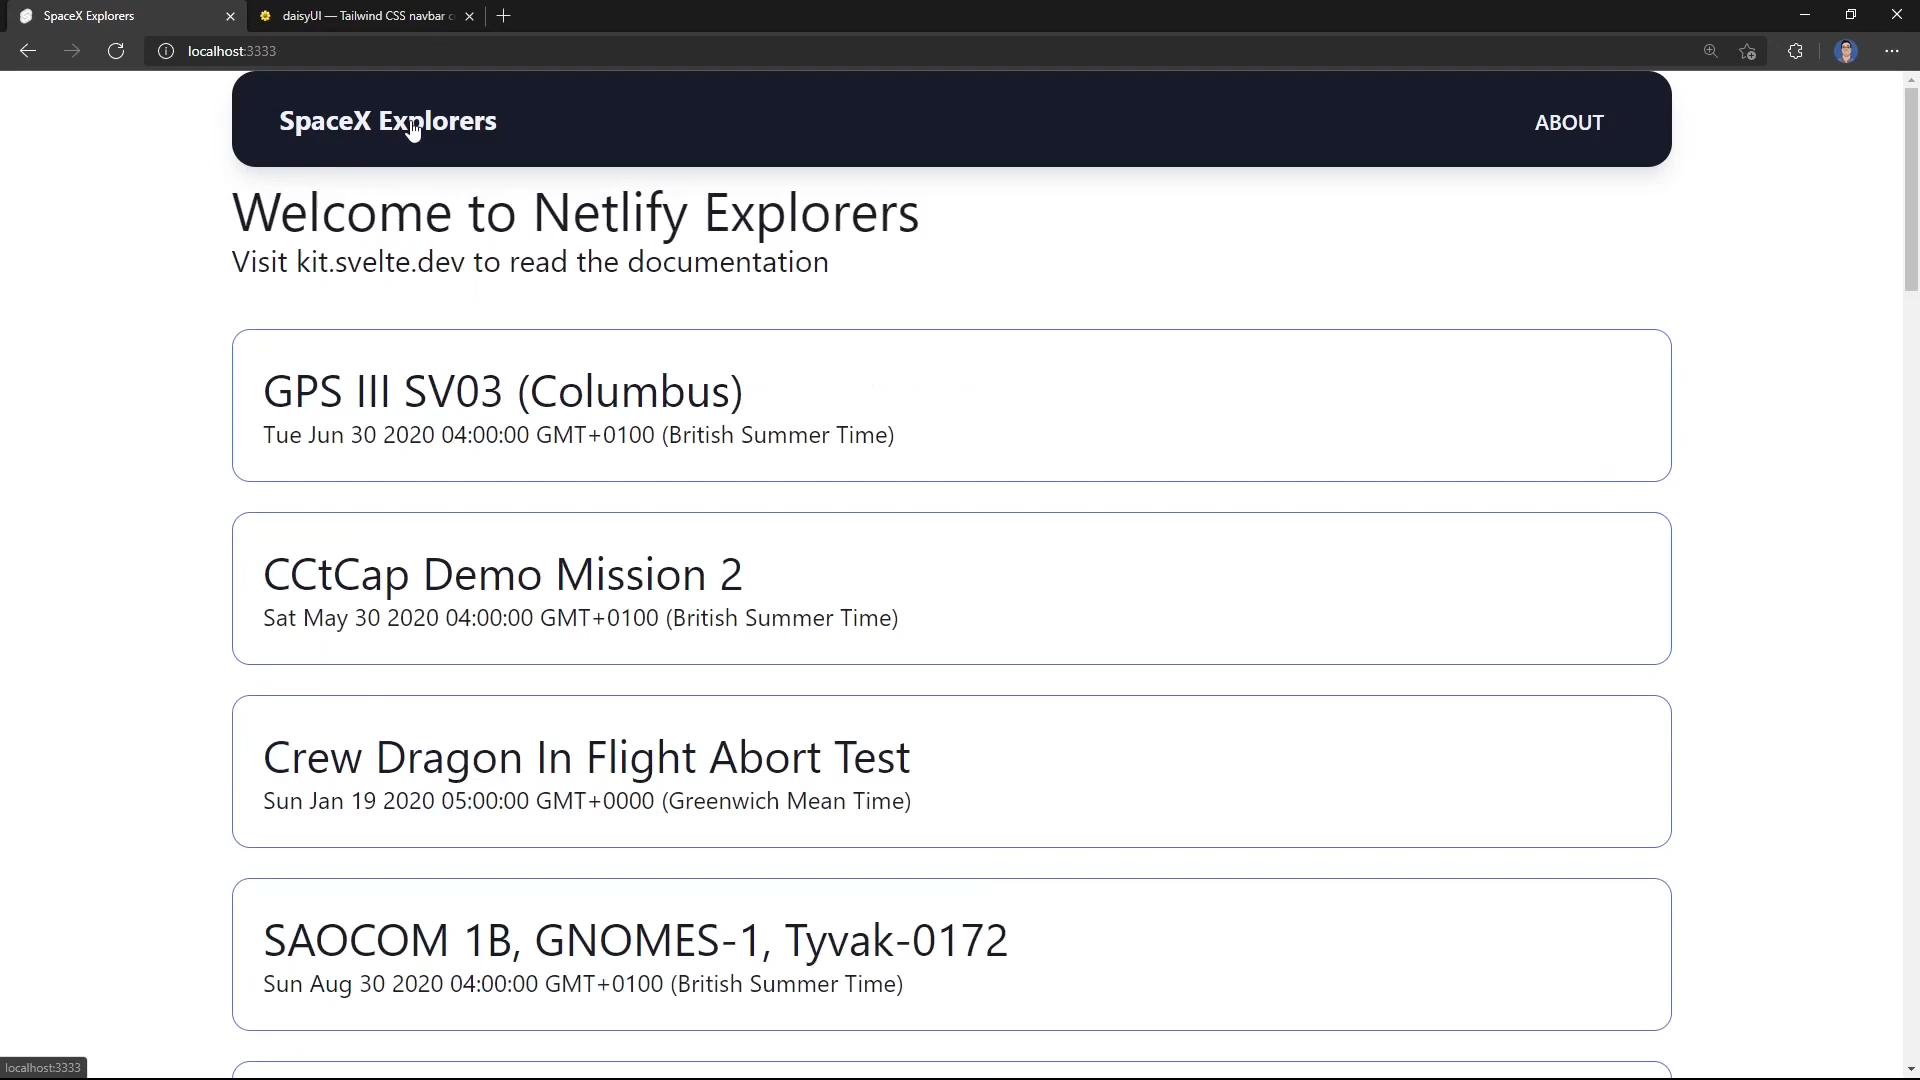 SpaceX Explorers
daisyUI — Tailwind CSS navbar
localhost:3333
SpaceX Explorers
ABOUT
Welcome to Netlify Explorers
Visit kit.svelte.dev to read the documentation
GPS III SV03 (Columbus)
Tue Jun 30 2020 04:00:00 GMT+0100 (British Summer Time)
CCtCap Demo Mission 2
Sat May 30 2020 04:00:00 GMT+0100 (British Summer Time)
Crew Dragon In Flight Abort Test
Sun Jan 19 2020 05:00:00 GMT+0000 (Greenwich Mean Time)
SAOCOM 1B, GNOMES-1, Tyvak-0172
Sun Aug 30 2020 04:00:00 GMT+0100 (British Summer Time)
localhost:3333